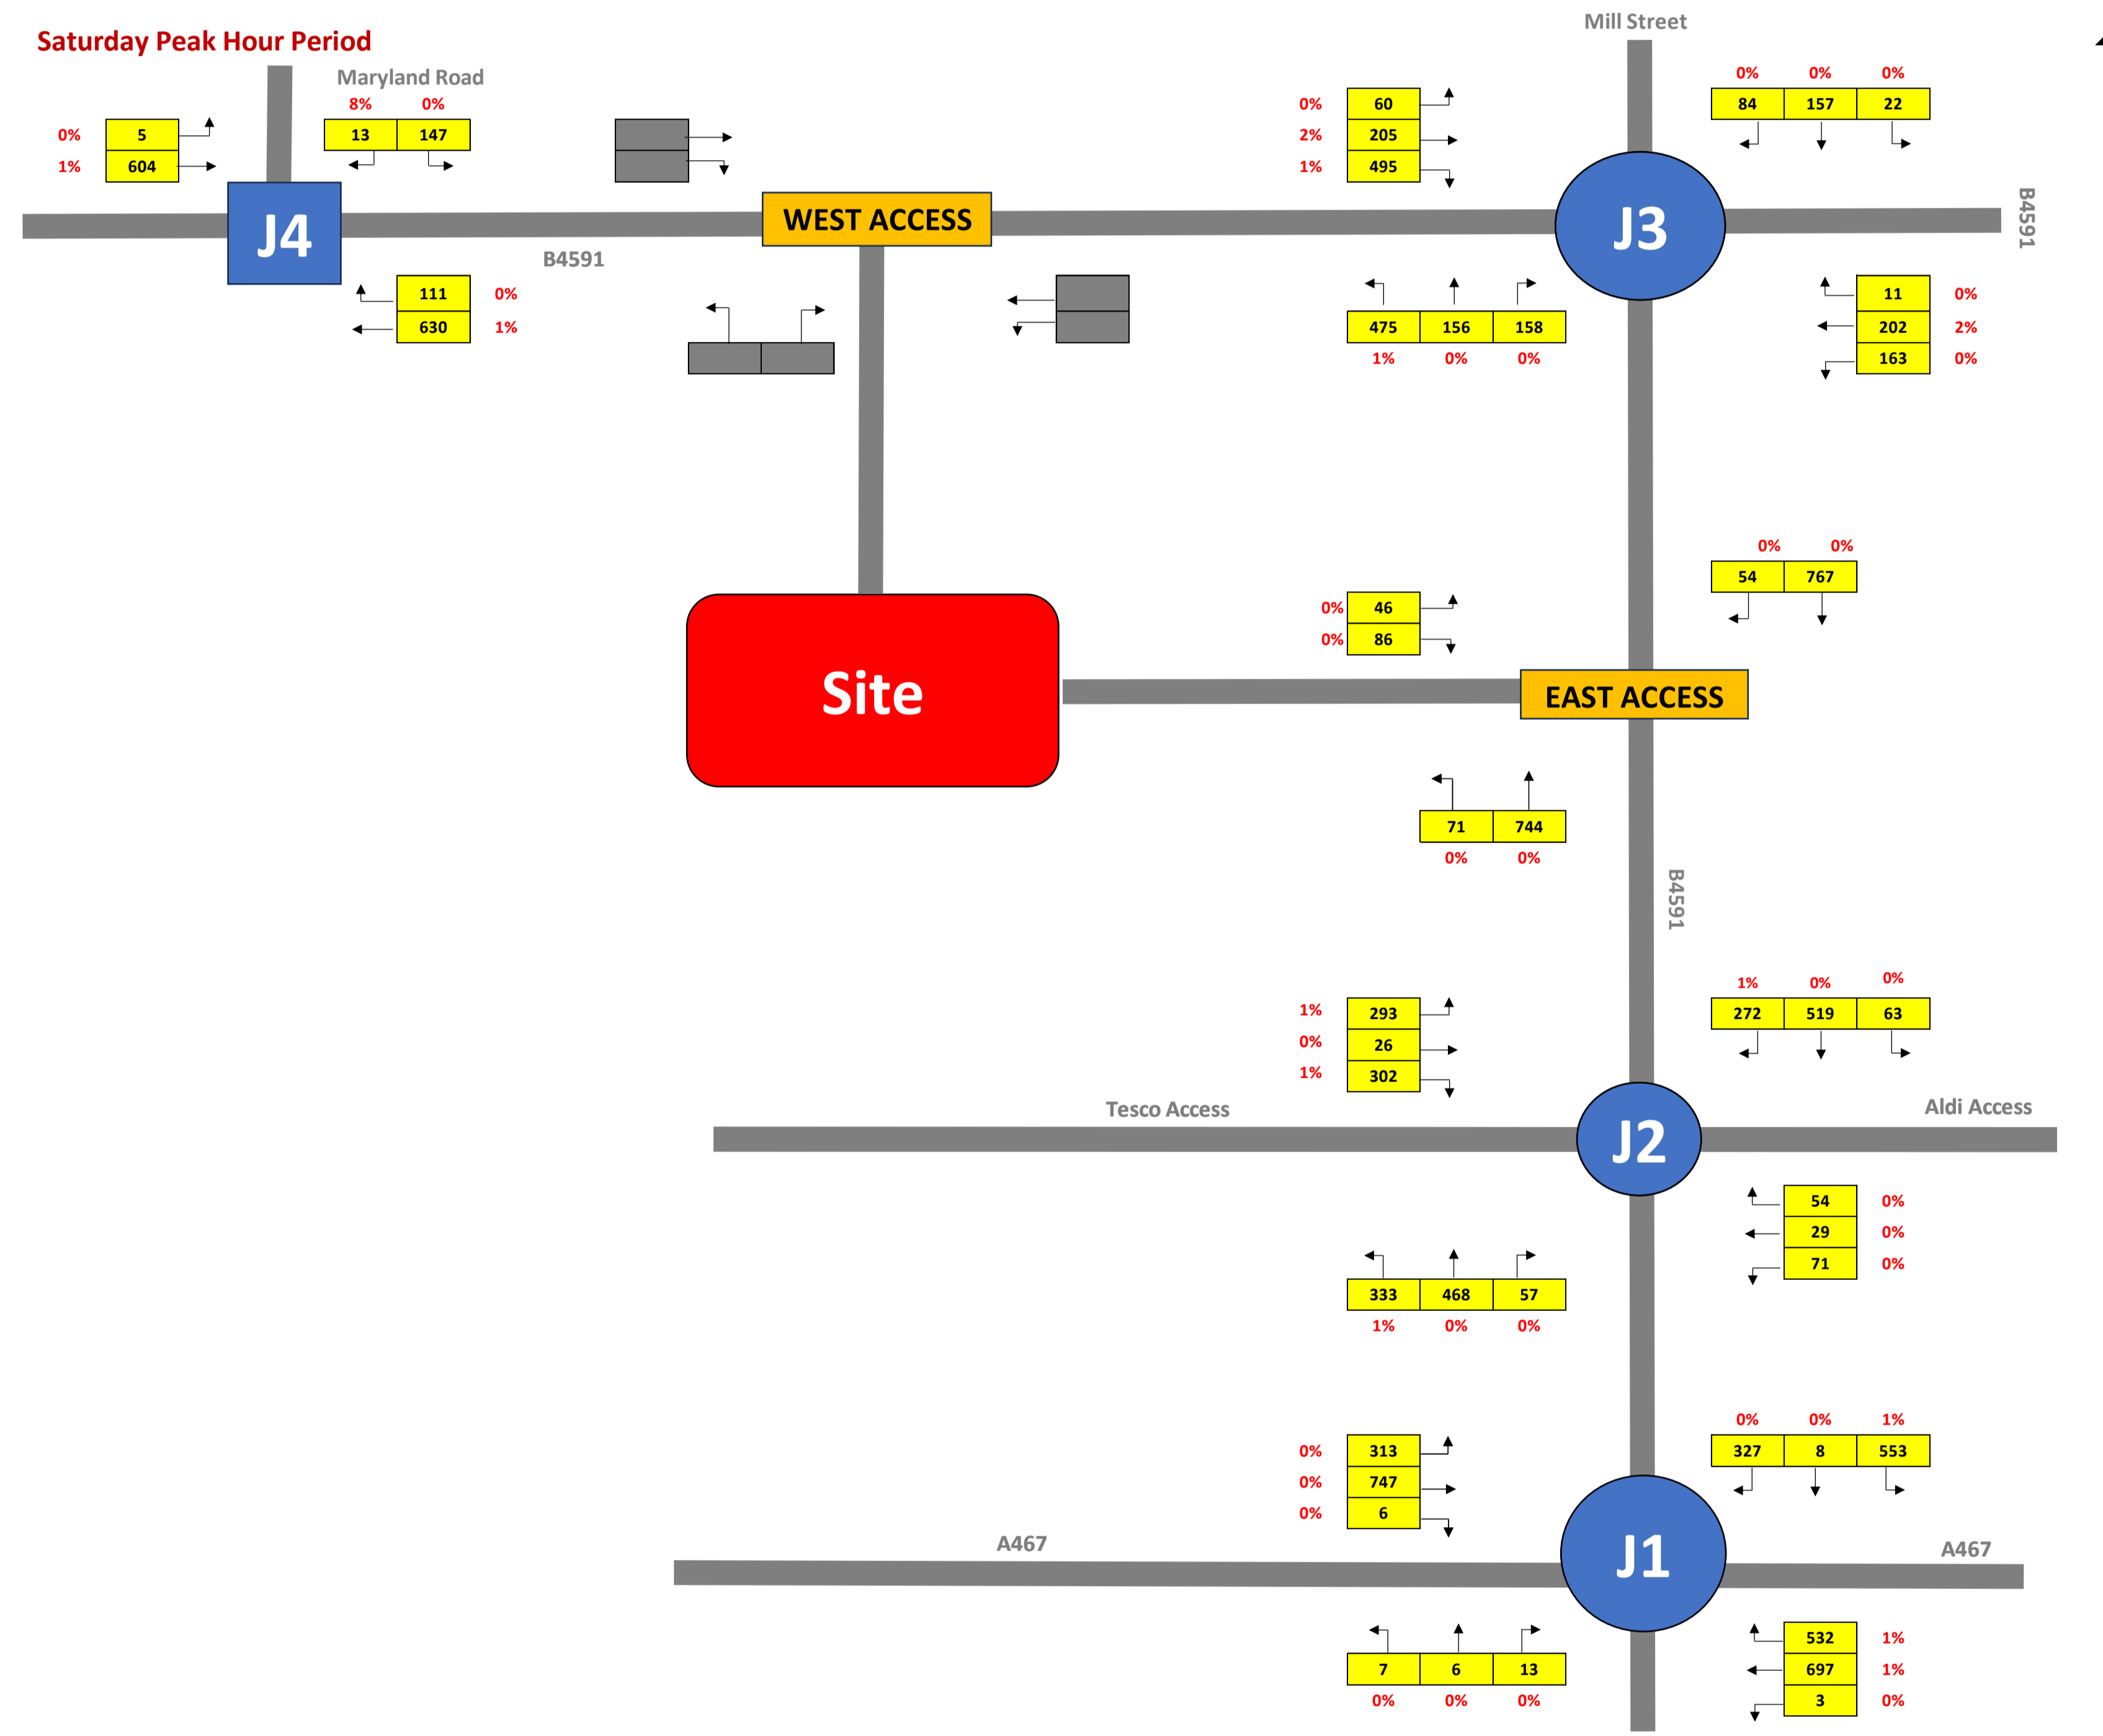 Mill Street
Saturday Peak Hour Period
Maryland Road
0% 0% 0%
84 157 22
8% 0%
13 147
0% 5
1% 604
0% 60
2% 205
1% 495
B4591
WEST ACCESS
J4
J3
B4591
111 0%
630 1%
475 156 158
1% 0% 0%
11 0%
202 2%
163 0%
0% 0%
54 767
0% 46
0% 86
Site
EAST ACCESS
71 744
0% 0%
B4591
1% 0% 0%
272 519 63
1% 293
0% 26
1% 302
Tesco Access
Aldi Access
J2
54 0%
29 0%
71 0%
333 468 57
1% 0% 0%
0% 0% 1%
327 8 553
0% 313
0% 747
0% 6
A467
A467
J1
532 1%
697 1%
3 0%
7 6 13
0% 0% 0%